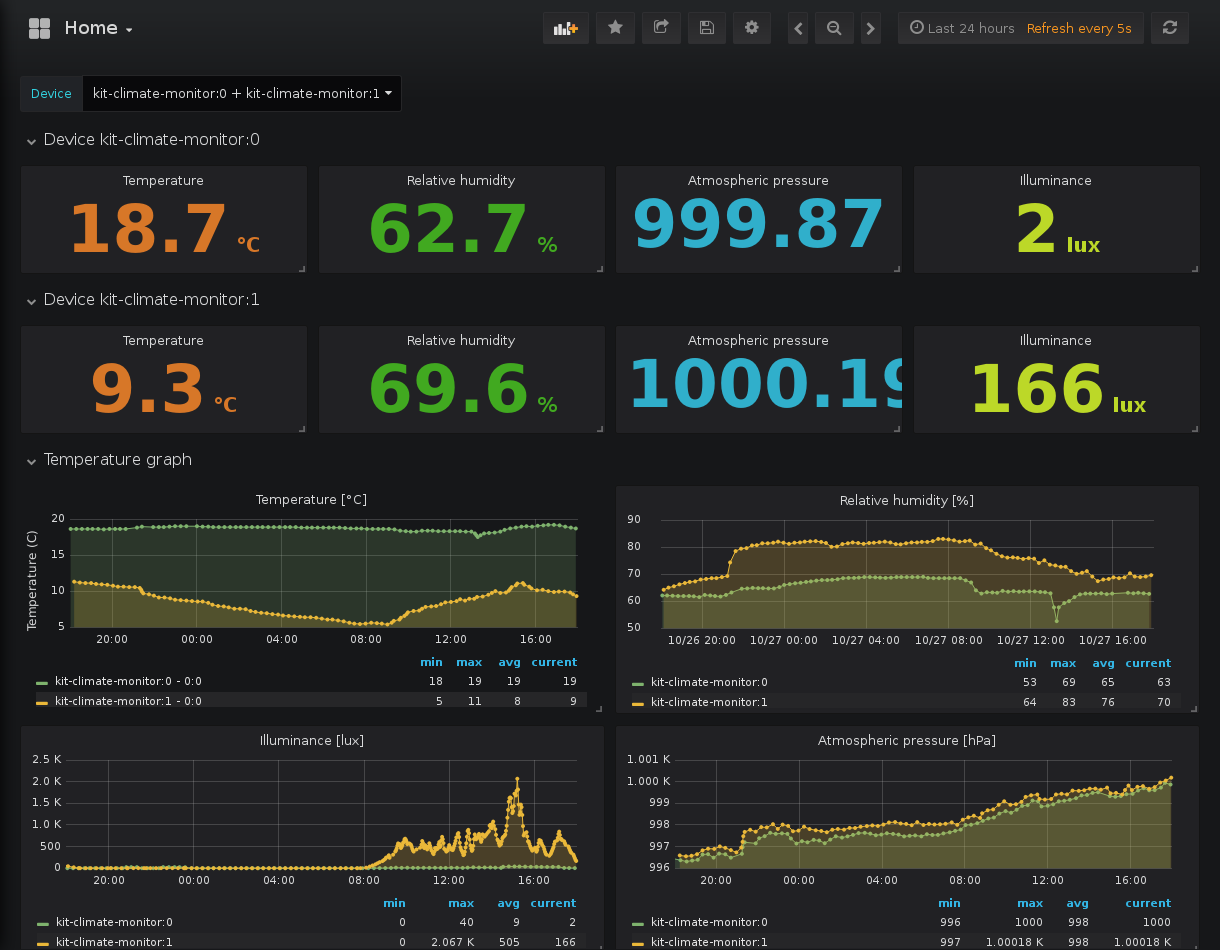 Home
Last 24 hours Refresh every 5s
Device kit-climate-monitor:0 + kit-climate-monitor:1
Device kit-climate-monitor:0
Temperature Relative humidity Atmospheric pressure Illuminance
18.7 °C 62.7 % 999.87 2 lux
Device kit-climate-monitor:1
Temperature Relative humidity Atmospheric pressure Illuminance
9.3 °C 69.6 % 1000.19 166 lux
Temperature graph
Temperature [°C]
Temperature (C)
20
15
10
5
20:00 00:00 04:00 08:00 12:00 16:00
min max avg current
kit-climate-monitor:0 - 0:0 18 19 19 19
kit-climate-monitor:1 - 0:0 5 11 8 9
Relative humidity [%]
90
80
70
60
50
10/26 20:00 10/27 00:00 10/27 04:00 10/27 08:00 10/27 12:00 10/27 16:00
min max avg current
kit-climate-monitor:0 53 69 65 63
kit-climate-monitor:1 64 83 76 70
Illuminance [lux]
2.5 K
2.0 K
1.5 K
1.0 K
500
0
20:00 00:00 04:00 08:00 12:00 16:00
min max avg current
kit-climate-monitor:0 0 40 9 2
kit-climate-monitor:1 0 2.067 K 505 166
Atmospheric pressure [hPa]
1.001 K
1.000 K
999
998
997
996
20:00 00:00 04:00 08:00 12:00 16:00
min max avg current
kit-climate-monitor:0 996 1000 998 1000
kit-climate-monitor:1 997 1.00018 K 998 1.00018 K